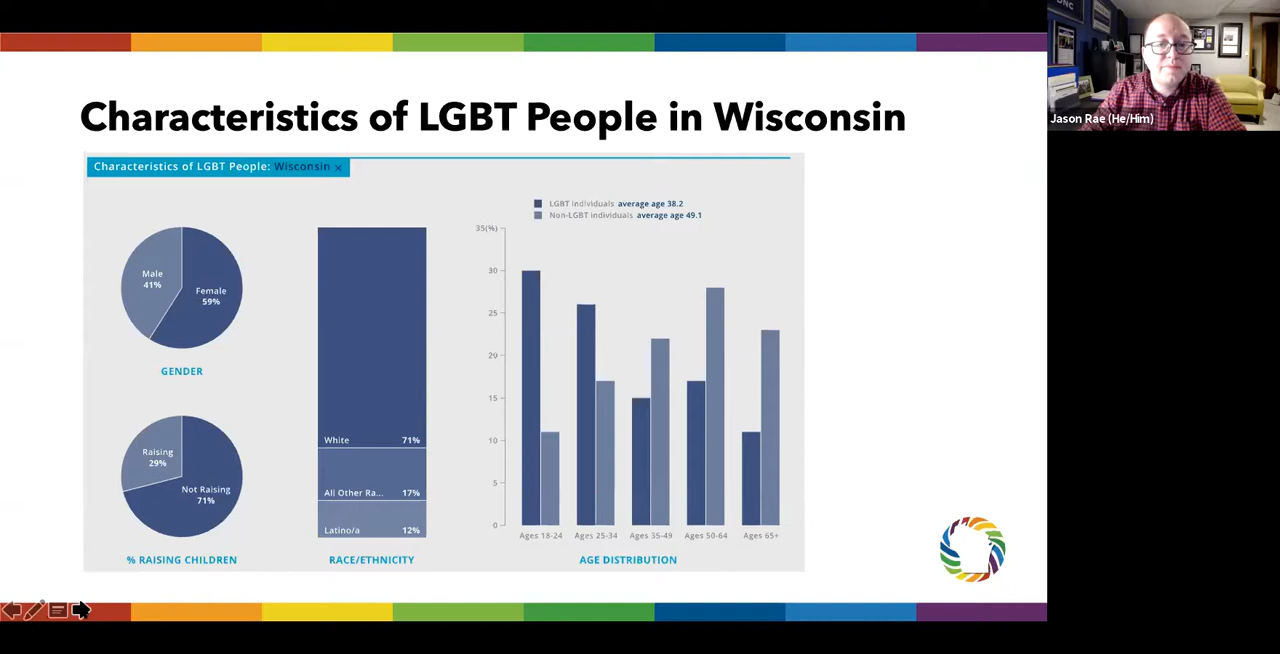 Characteristics of LGBT People in Wisconsin
Jason Rae (He/Him)
Characteristics of LGBT People: Wisconsin x
LGBT individuals average age 38.2
Non-LGBT individuals average age 49.1
Male
41%
Female
59%
GENDER
Raising
29%
Not Raising
71%
% RAISING CHILDREN
White 71%
All Other Ra... 17%
Latino/a 12%
RACE/ETHNICITY
35(%)
30
25
20
15
10
5
0
Ages 18-24 Ages 25-34 Ages 35-49 Ages 50-64 Ages 65+
AGE DISTRIBUTION